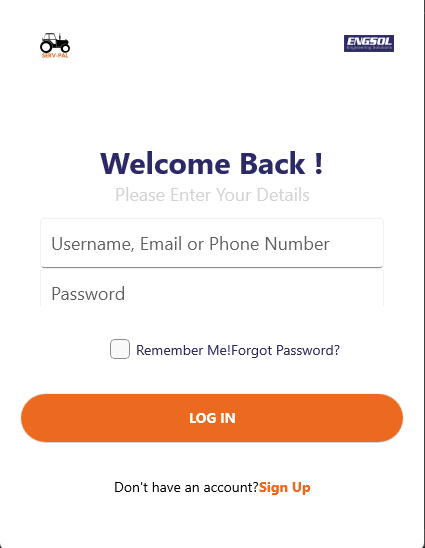 SERV-PAL
ENGSOL
Engineering Solutions
Welcome Back !
Please Enter Your Details
Username, Email or Phone Number
Password
Remember Me!Forgot Password?
LOG IN
Don't have an account?Sign Up